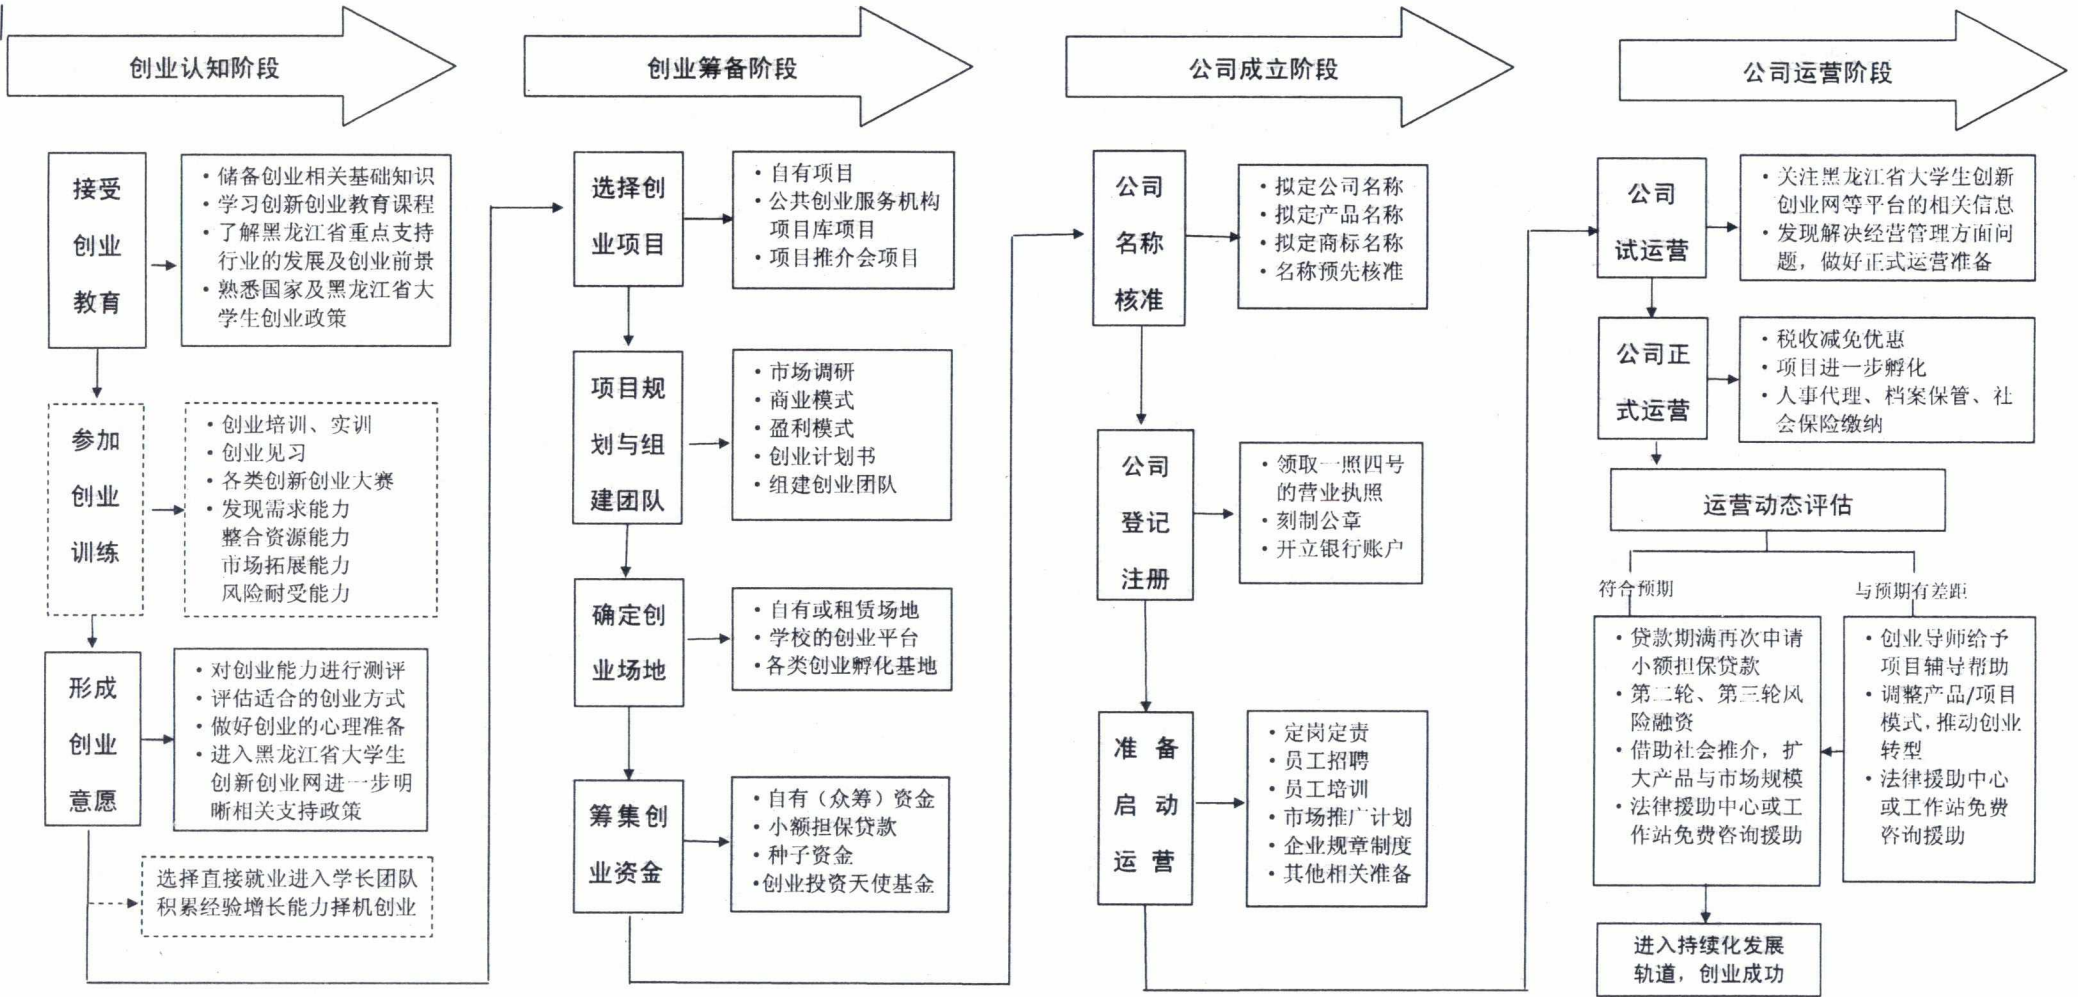 创业认知阶段
创业筹备阶段
公司成立阶段
公司运营阶段
接受
创业
教育
• 储备创业相关基础知识
• 学习创新创业教育课程
• 了解黑龙江省重点支持
行业的发展及创业前景
• 熟悉国家及黑龙江省大
学生创业政策
参加
创业
训练
• 创业培训、实训
• 创业见习
• 各类创新创业大赛
• 发现需求能力
整合资源能力
市场拓展能力
风险耐受能力
形成
创业
意愿
• 对创业能力进行测评
• 评估适合的创业方式
• 做好创业的心理准备
• 进入黑龙江省大学生
创新创业网进一步明
晰相关支持政策
选择直接就业进入学长团队
积累经验增长能力择机创业
选择创
业项目
• 自有项目
• 公共创业服务机构
项目库项目
• 项目推介会项目
项目规
划与组
建团队
• 市场调研
• 商业模式
• 盈利模式
• 创业计划书
• 组建创业团队
确定创
业场地
• 自有或租赁场地
• 学校的创业平台
• 各类创业孵化基地
筹集创
业资金
• 自有（众筹）资金
• 小额担保贷款
• 种子资金
•创业投资天使基金
公司
名称
核准
• 拟定公司名称
• 拟定产品名称
• 拟定商标名称
• 名称预先核准
公司
登记
注册
• 领取一照四号
的营业执照
• 刻制公章
• 开立银行账户
准 备
启 动
运 营
• 定岗定责
• 员工招聘
• 员工培训
• 市场推广计划
• 企业规章制度
• 其他相关准备
公司
试运营
• 关注黑龙江省大学生创新
创业网等平台的相关信息
• 发现解决经营管理方面问
题，做好正式运营准备
公司正
式运营
• 税收减免优惠
• 项目进一步孵化
• 人事代理、档案保管、社
会保险缴纳
运营动态评估
符合预期
与预期有差距
• 贷款期满再次申请
小额担保贷款
• 第二轮、第三轮风
险融资
• 借助社会推介，扩
大产品与市场规模
• 法律援助中心或工
作站免费咨询援助
• 创业导师给予
项目辅导帮助
• 调整产品/项目
模式，推动创业
转型
• 法律援助中心
或工作站免费
咨询援助
进入持续化发展
轨道，创业成功